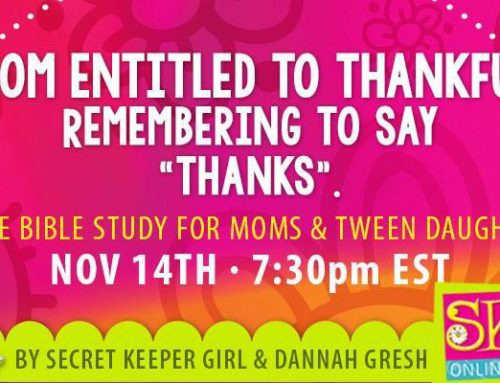 OM ENTITLED TO THANKFU
REMEMBERING TO SAY
“THANKS”.
E BIBLE STUDY FOR MOMS & TWEEN DAUGH
NOV 14TH • 7:30pm EST
BY SECRET KEEPER GIRL & DANNAH GRESH
SK
ONLIN